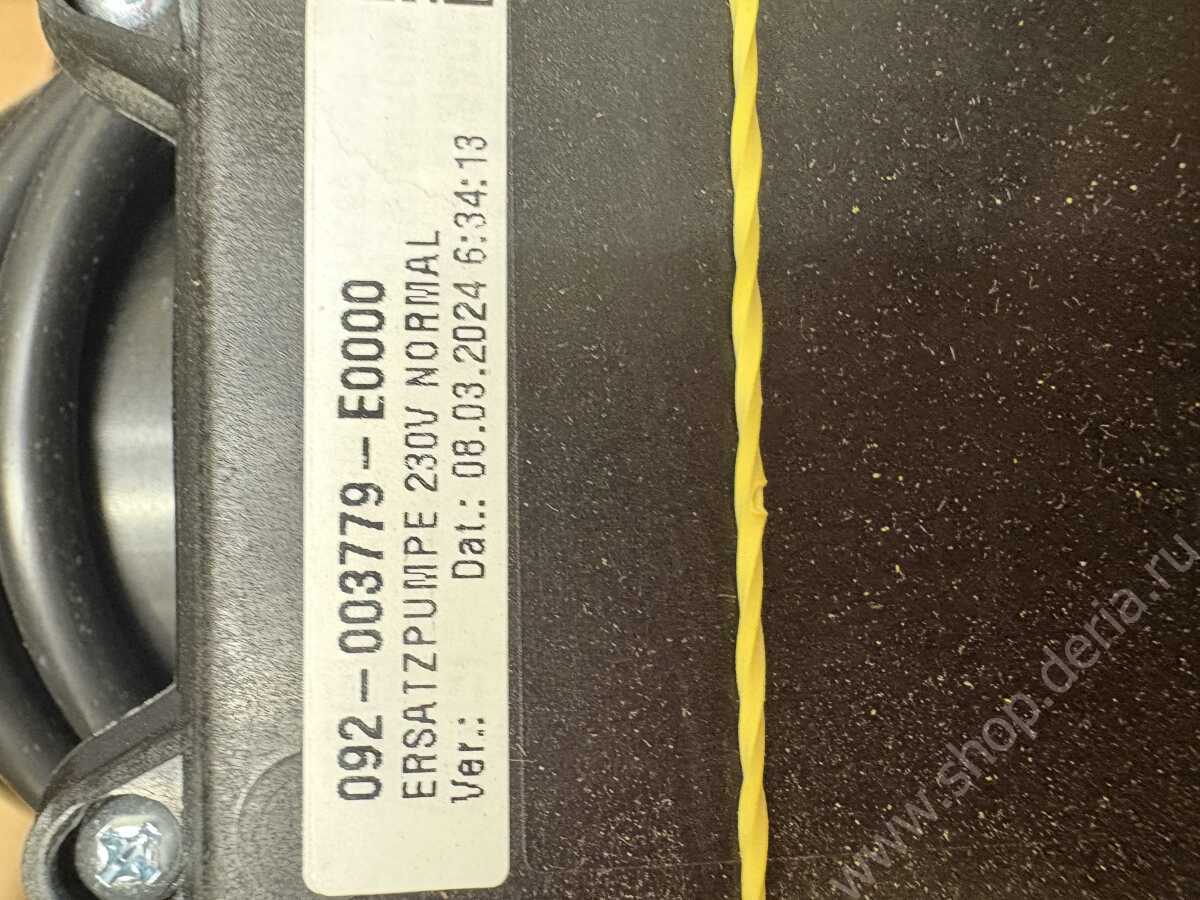 092-003779-E0000
ERSATZPUMPE 230V NORMAL
Ver.: Dat.: 08.03.2024 6:34:13
www.shop.deria.ru